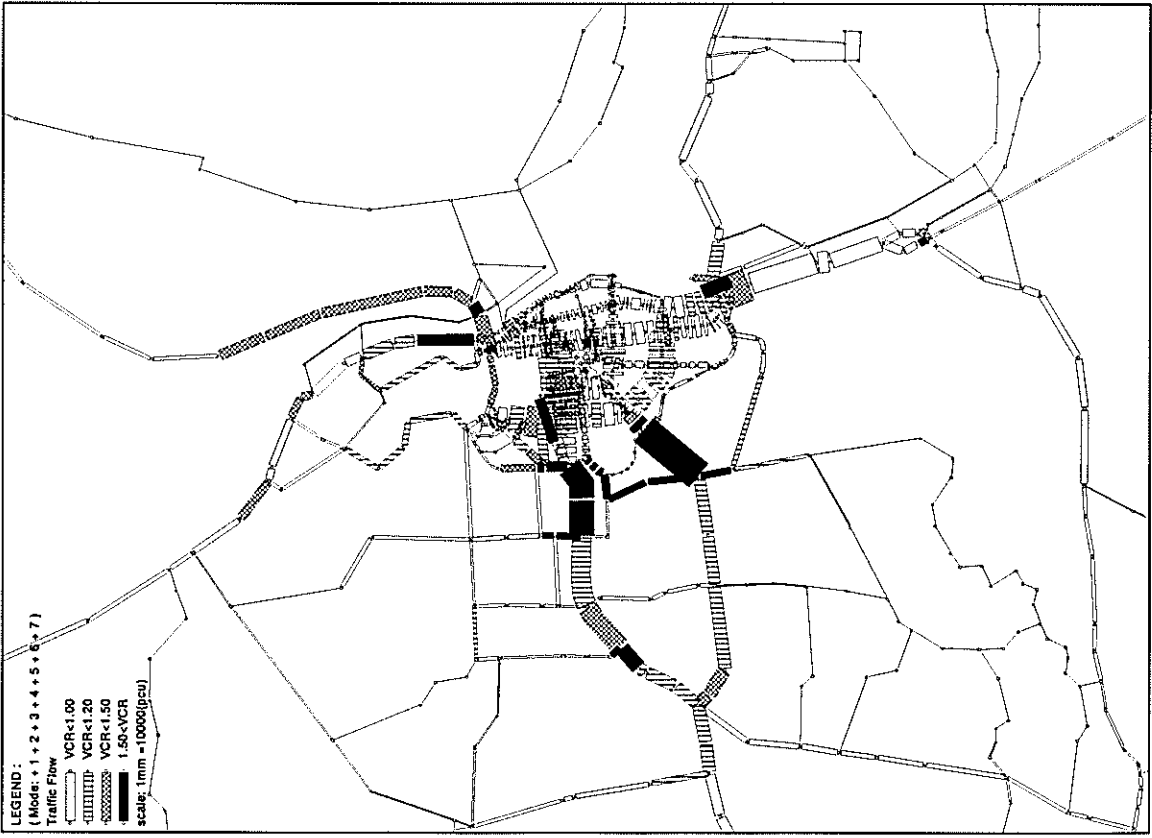 LEGEND :
( Mode: + 1 + 2 + 3 + 4 + 5 + 6 + 7 )
Traffic Flow
VCR<1.00
VCR<1.20
VCR<1.50
1.50<VCR
scale: 1mm =10000(pcu)